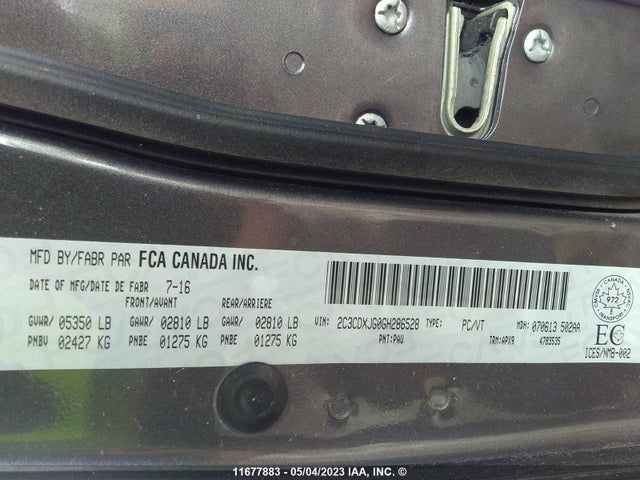 MFD BY/FABR PAR FCA CANADA INC.
DATE OF MFG/DATE DE FABR 7-16
FRONT/AVANT REAR/ARRIERE
GVWR/ 05350 LB GAWR/ 02810 LB GAWR/ 02810 LB
PNBV 02427 KG PNBE 01275 KG PNBE 01275 KG
VIN: 2C3CDXJG0GH286528 TYPE: PC/VT MDH: 070613 502AA
PNT: PAU TRM: APX9 4783535
972
TRANSPORT
EC
ICES/NMB-002
11677883 - 05/04/2023 IAA, INC. ©